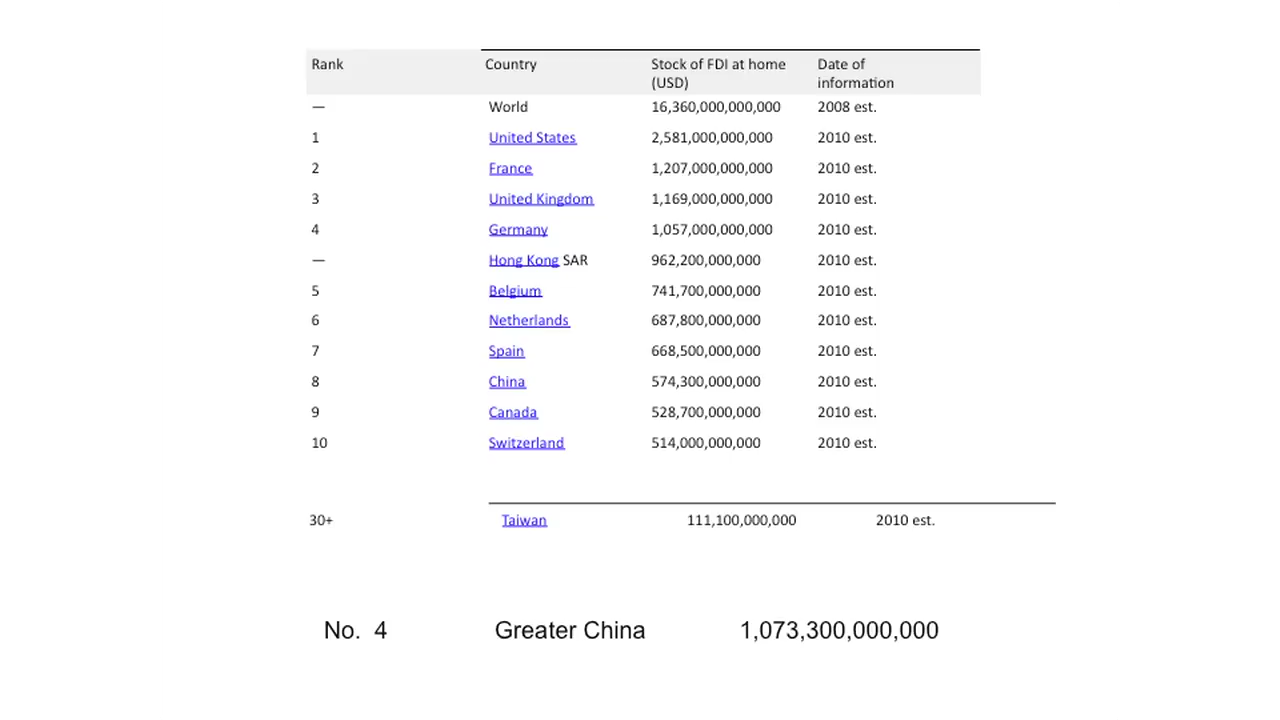 Rank Country Stock of FDI at home (USD) Date of information
— World 16,360,000,000,000 2008 est.
1 United States 2,581,000,000,000 2010 est.
2 France 1,207,000,000,000 2010 est.
3 United Kingdom 1,169,000,000,000 2010 est.
4 Germany 1,057,000,000,000 2010 est.
— Hong Kong SAR 962,200,000,000 2010 est.
5 Belgium 741,700,000,000 2010 est.
6 Netherlands 687,800,000,000 2010 est.
7 Spain 668,500,000,000 2010 est.
8 China 574,300,000,000 2010 est.
9 Canada 528,700,000,000 2010 est.
10 Switzerland 514,000,000,000 2010 est.
30+ Taiwan 111,100,000,000 2010 est.
No. 4 Greater China 1,073,300,000,000